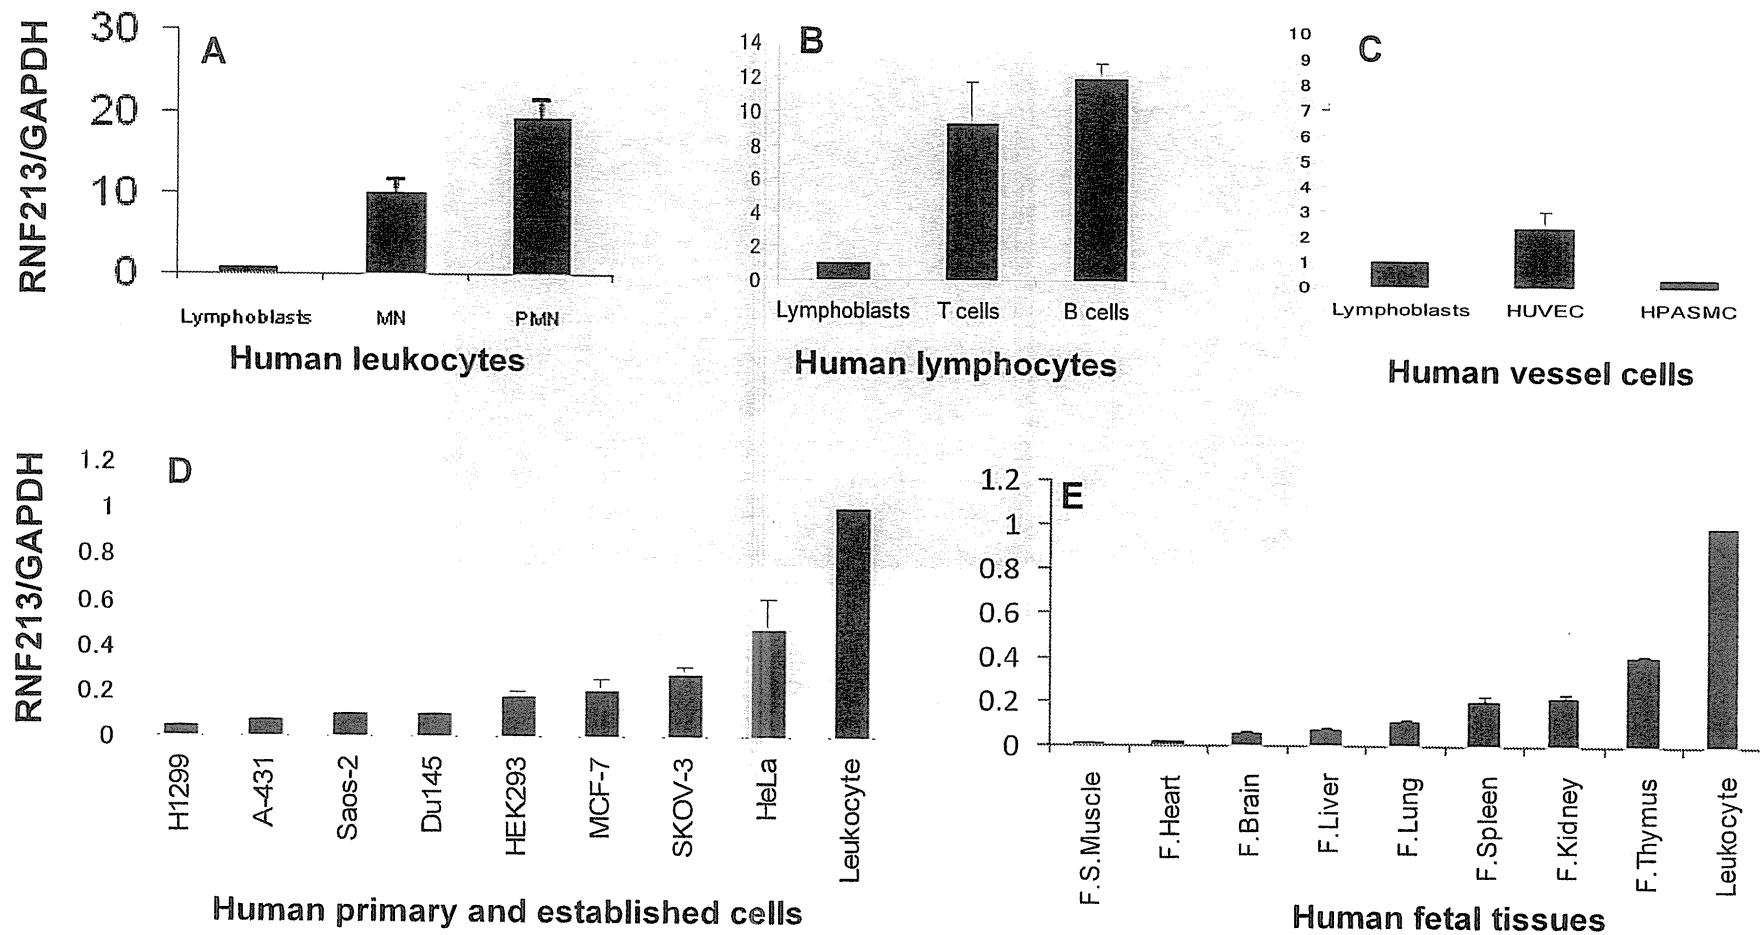 RNF213/GAPDH
A
30
20
10
0
Lymphoblasts
MN
PMN
Human leukocytes
B
14
12
10
8
6
4
2
0
Lymphoblasts
T cells
B cells
Human lymphocytes
C
10
9
8
7
6
5
4
3
2
1
0
Lymphoblasts
HUVEC
HPASMC
Human vessel cells
RNF213/GAPDH
D
1.2
1
0.8
0.6
0.4
0.2
0
H1299
A-431
Saos-2
Du145
HEK293
MCF-7
SKOV-3
HeLa
Leukocyte
Human primary and established cells
E
1.2
1
0.8
0.6
0.4
0.2
0
F.S.Muscle
F.Heart
F.Brain
F.Liver
F.Lung
F.Spleen
F.Kidney
F.Thymus
Leukocyte
Human fetal tissues